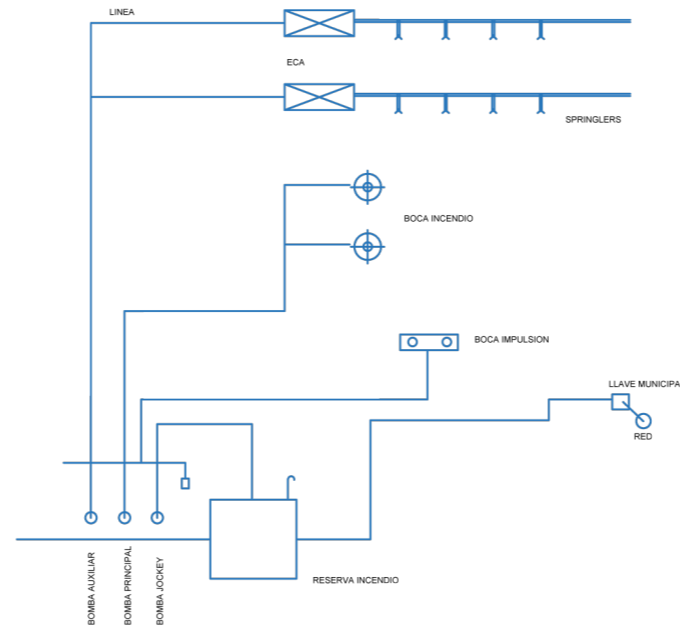 LINEA
ECA
SPRINGLERS
BOCA INCENDIO
BOCA IMPULSION
LLAVE MUNICIPA
RED
RESERVA INCENDIO
BOMBA AUXILIAR
BOMBA PRINCIPAL
BOMBA JOCKEY